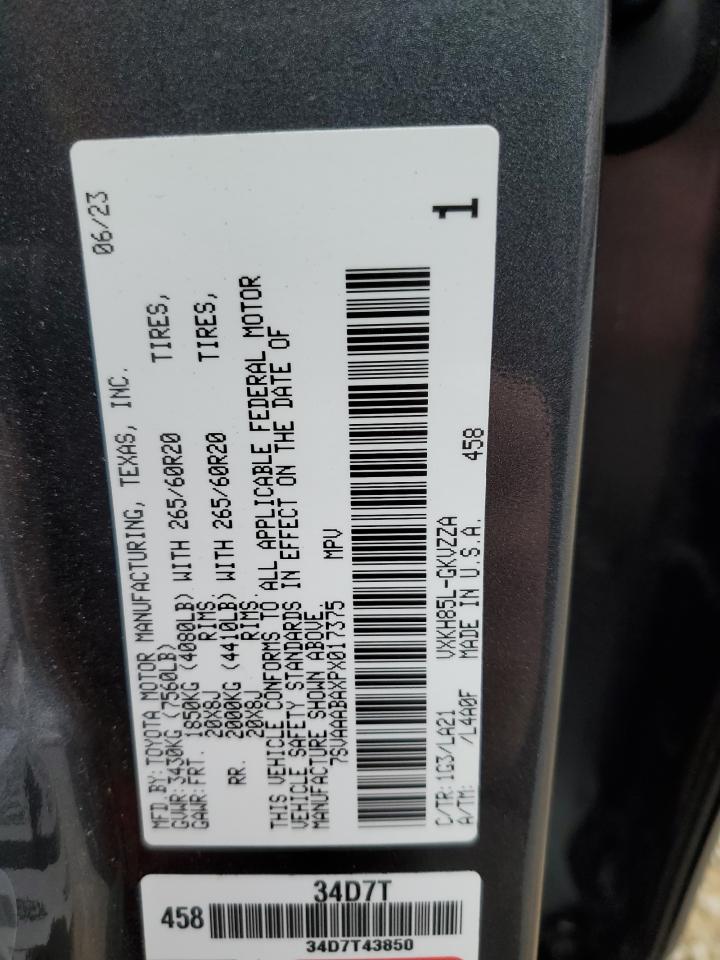 MFD.BY: TOYOTA MOTOR MANUFACTURING, TEXAS, INC. 06/23
GVWR: 3430KG (7560LB)
GAWR: FRT. 1850KG (4080LB) WITH 265/60R20 TIRES,
20X8J RIMS,
RR. 2000KG (4410LB) WITH 265/60R20 TIRES,
20X8J RIMS.
THIS VEHICLE CONFORMS TO ALL APPLICABLE FEDERAL MOTOR
VEHICLE SAFETY STANDARDS IN EFFECT ON THE DATE OF
MANUFACTURE SHOWN ABOVE.
7SVAAABAXPX017375 MPV
1
C/TR: 1G3/LA21 VXKH85L-GKVZZA 458
A/TM: /L4A0F MADE IN U.S.A.
34D7T
458
34D7T43850